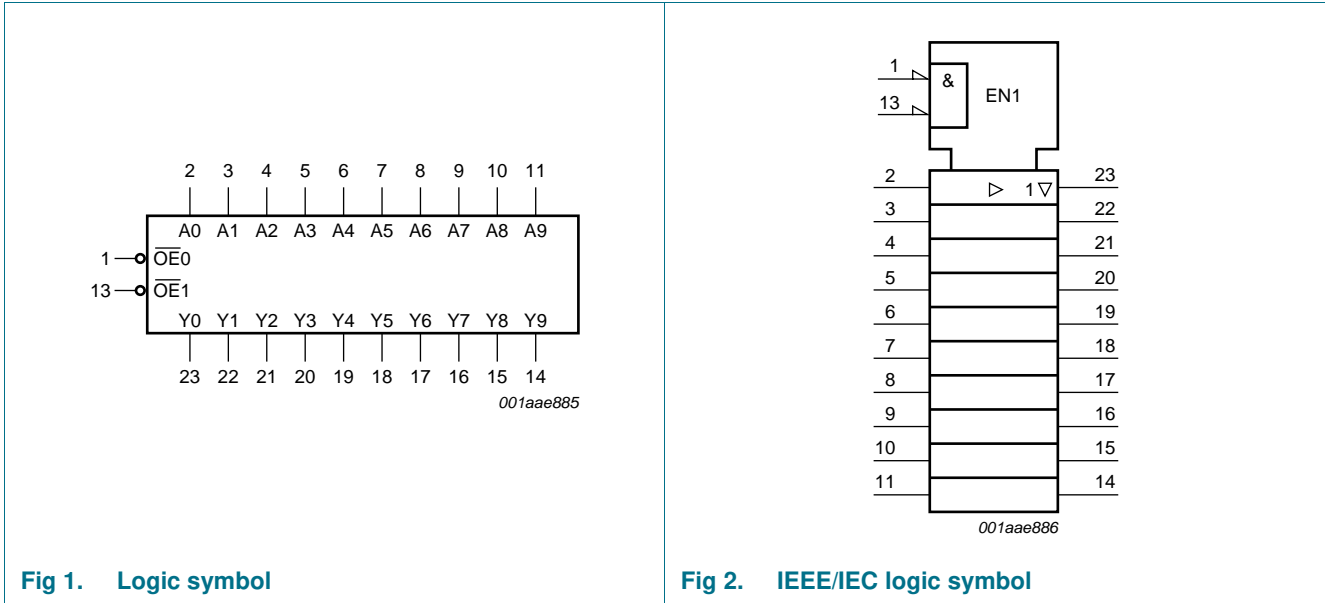 2 3 4 5 6 7 8 9 10 11
A0 A1 A2 A3 A4 A5 A6 A7 A8 A9
1 O̅E̅0
13 O̅E̅1
Y0 Y1 Y2 Y3 Y4 Y5 Y6 Y7 Y8 Y9
23 22 21 20 19 18 17 16 15 14
001aae885
Fig 1. Logic symbol
1 &
EN1
13
2 ▷ 1 ▽ 23
3 22
4 21
5 20
6 19
7 18
8 17
9 16
10 15
11 14
001aae886
Fig 2. IEEE/IEC logic symbol